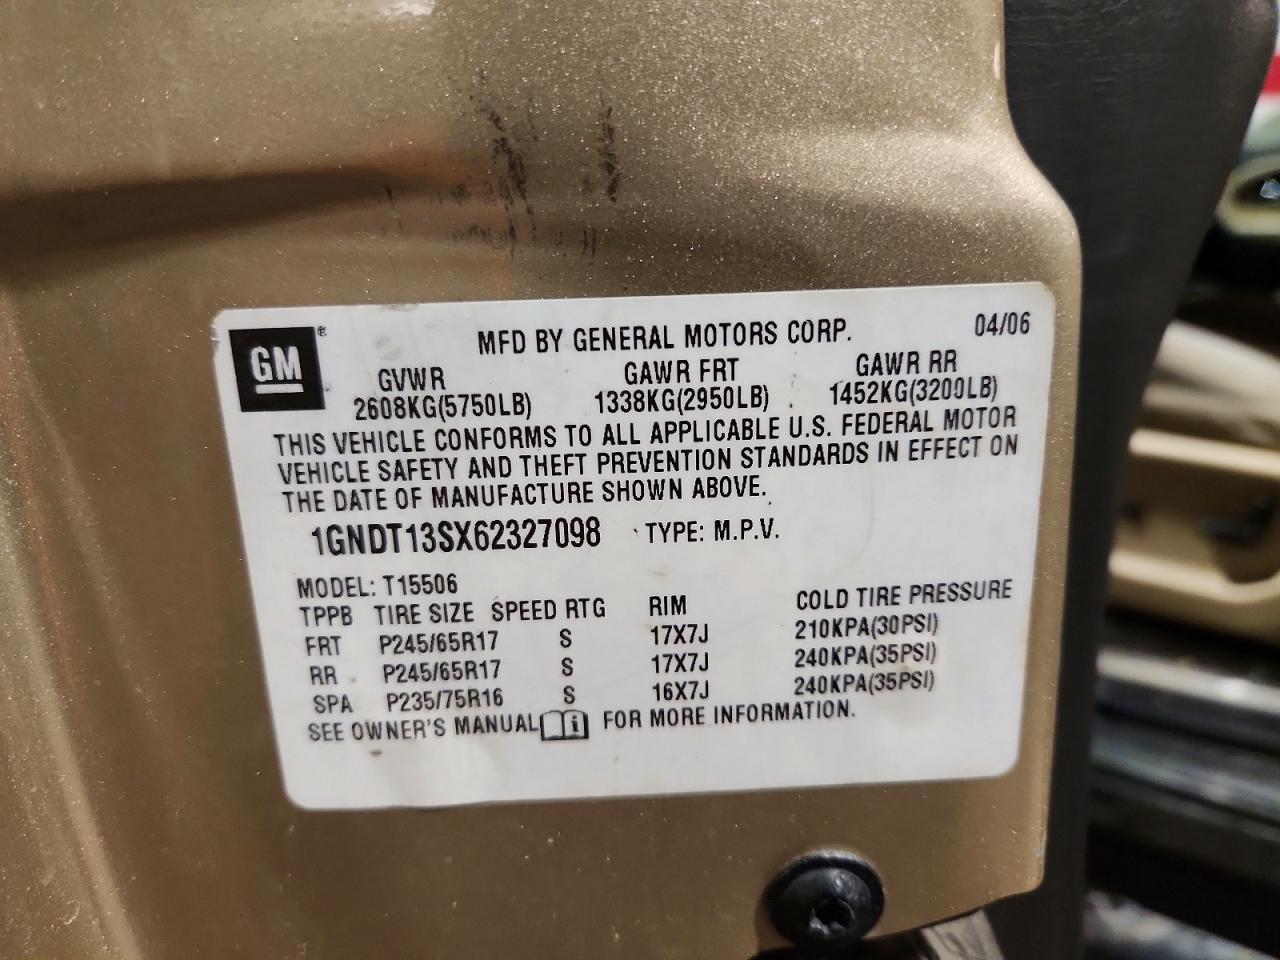 GM
MFD BY GENERAL MOTORS CORP. 04/06
GVWR GAWR FRT GAWR RR
2608KG(5750LB) 1338KG(2950LB) 1452KG(3200LB)
THIS VEHICLE CONFORMS TO ALL APPLICABLE U.S. FEDERAL MOTOR
VEHICLE SAFETY AND THEFT PREVENTION STANDARDS IN EFFECT ON
THE DATE OF MANUFACTURE SHOWN ABOVE.
1GNDT13SX62327098 TYPE: M.P.V.
MODEL: T15506
TPPB TIRE SIZE SPEED RTG RIM COLD TIRE PRESSURE
FRT P245/65R17 S 17X7J 210KPA(30PSI)
RR P245/65R17 S 17X7J 240KPA(35PSI)
SPA P235/75R16 S 16X7J 240KPA(35PSI)
SEE OWNER'S MANUAL i FOR MORE INFORMATION.